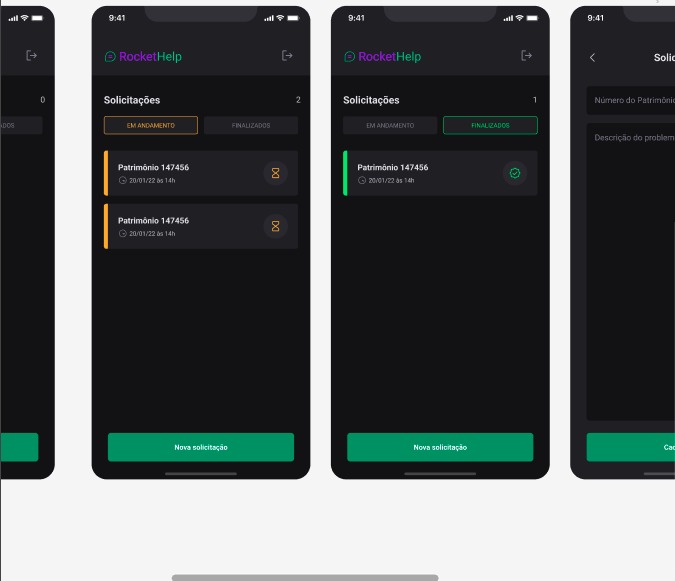 0
ADOS
9:41
RocketHelp
Solicitações
2
EM ANDAMENTO
FINALIZADOS
Patrimônio 147456
20/01/22 às 14h
Patrimônio 147456
20/01/22 às 14h
Nova solicitação
9:41
RocketHelp
Solicitações
1
EM ANDAMENTO
FINALIZADOS
Patrimônio 147456
20/01/22 às 14h
Nova solicitação
9:41
Solic
Número do Patrimônio
Descrição do problem
Cad